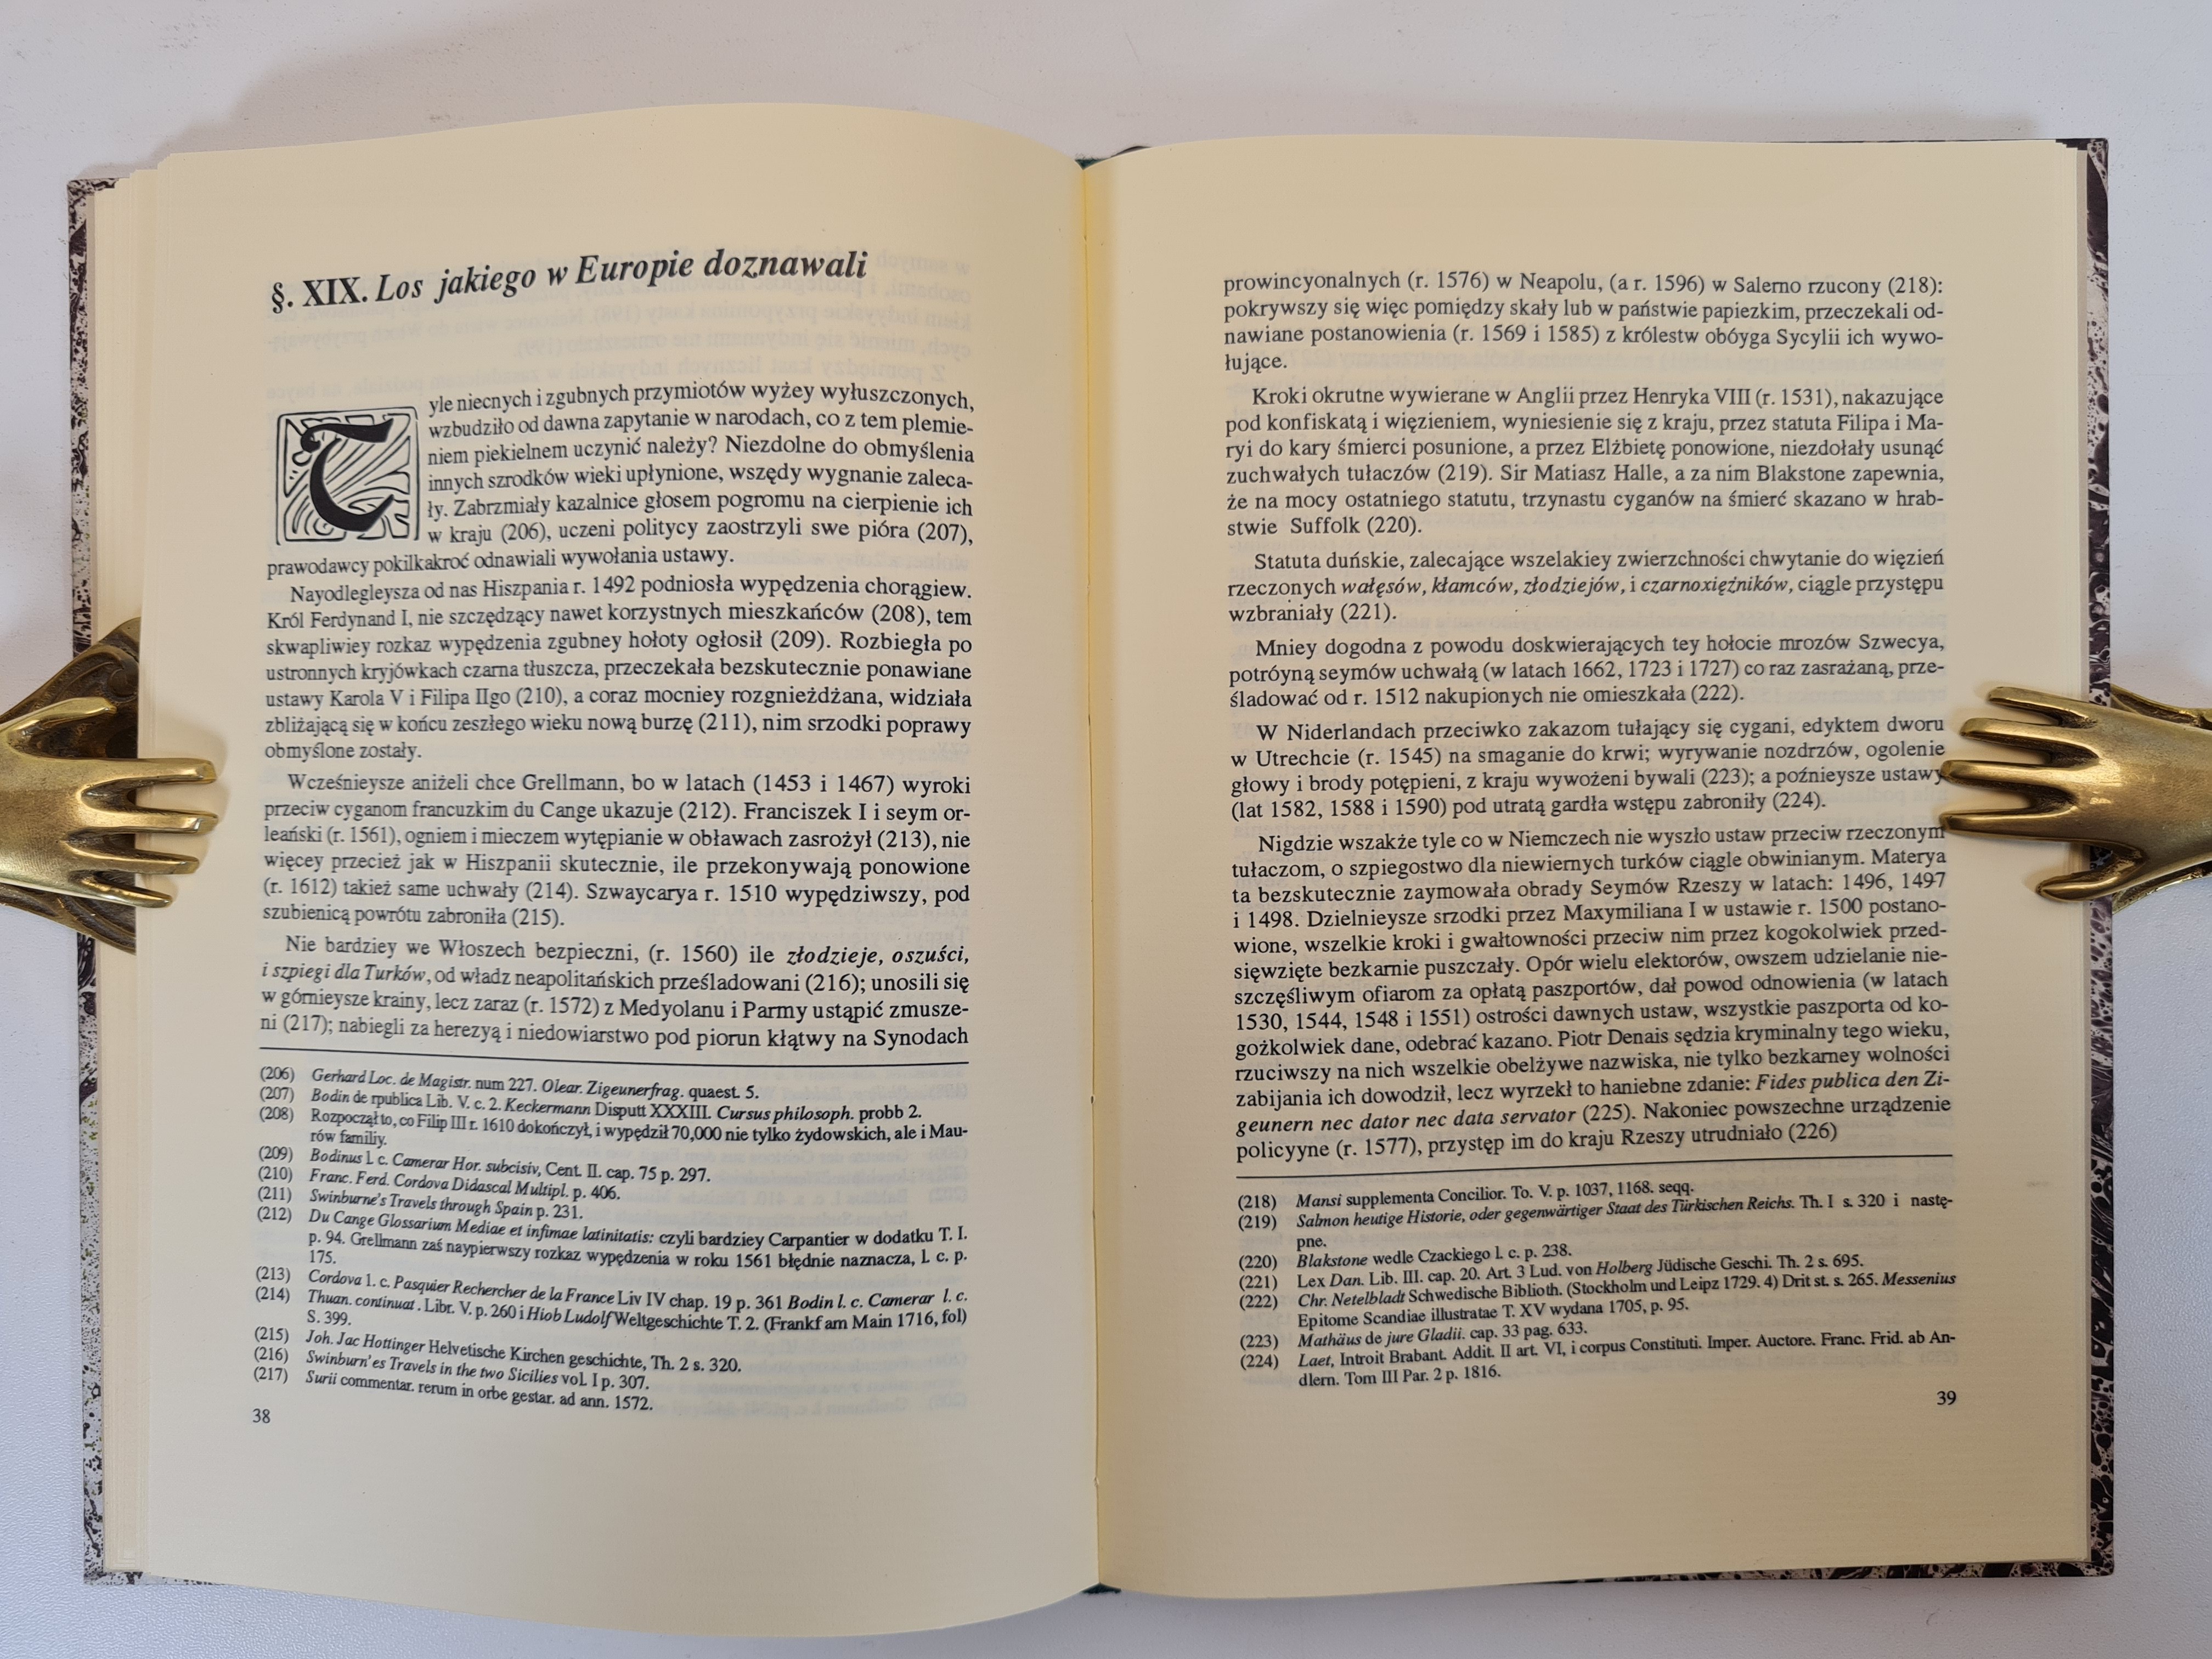 §. XIX. Los jakiego w Europie doznawali
Tyle niecnych i zgubnych przymiotów wyżey wyłuszczonych,
wzbudziło od dawna zapytanie w narodach, co z tem plemie-
niem piekielnem uczynić należy? Niezdolne do obmyślenia
innych szrodków wieki upłynione, wszędy wygnanie zaleca-
ły. Zabrzmiały kazalnice głosem pogromu na cierpienie ich
w kraju (206), uczeni politycy zaostrzyli swe pióra (207),
prawodawcy pokilkakroć odnawiali wywołania ustawy.
Nayodlegleysza od nas Hiszpania r. 1492 podniosła wypędzenia chorągiew.
Król Ferdynand I, nie szczędzący nawet korzystnych mieszkańców (208), tem
skwapliwiey rozkaz wypędzenia zgubney hołoty ogłosił (209). Rozbiegła po
ustronnych kryjówkach czarna tłuszcza, przeczekała bezskutecznie ponawiane
ustawy Karola V i Filipa IIgo (210), a coraz mocniey rozgnieżdżana, widziała
zbliżającą się w końcu zeszłego wieku nową burzę (211), nim srzodki poprawy
obmyślone zostały.
Wcześnieysze aniżeli chce Grellmann, bo w latach (1453 i 1467) wyroki
przeciw cyganom francuzkim du Cange ukazuje (212). Franciszek I i seym or-
leański (r. 1561), ogniem i mieczem wytępianie w obławach zasrożył (213), nie
więcey przecież jak w Hiszpanii skutecznie, ile przekonywają ponowione
(r. 1612) takież same uchwały (214). Szwaycarya r. 1510 wypędziwszy, pod
szubienicą powrótu zabroniła (215).
Nie bardziey we Włoszech bezpieczni, (r. 1560) ile złodzieje, oszuści,
i szpiegi dla Turków, od władz neapolitańskich prześladowani (216); unosili się
w górnieysze krainy, lecz zaraz (r. 1572) z Medyolanu i Parmy ustąpić zmusze-
ni (217); nabiegli za herezyą i niedowiarstwo pod piorun kłątwy na Synodach
(206) Gerhard Loc. de Magistr. num 227. Olear. Zigeunerfrag. quaest. 5.
(207) Bodin de rpublica Lib. V. c. 2. Keckermann Disputt XXXIII. Cursus philosoph. probb 2.
(208) Rozpoczął to, co Filip III r. 1610 dokończył, i wypędził 70,000 nie tylko żydowskich, ale i Mau-
rów familiy.
(209) Bodinus l. c. Camerar Hor. subcisiv, Cent. II. cap. 75 p. 297.
(210) Franc. Ferd. Cordova Didascal Multipl. p. 406.
(211) Swinburne's Travels through Spain p. 231.
(212) Du Cange Glossarium Mediae et infimae latinitatis: czyli bardziey Carpantier w dodatku T. I.
p. 94. Grellmann zaś naypierwszy rozkaz wypędzenia w roku 1561 błędnie naznacza, l. c. p.
175.
(213) Cordova l. c. Pasquier Rechercher de la France Liv IV chap. 19 p. 361 Bodin l. c. Camerar l. c.
(214) Thuan. continuat. Libr. V. p. 260 i Hiob Ludolf Weltgeschichte T. 2. (Frankf am Main 1716, fol)
S. 399.
(215) Joh. Jac Hottinger Helvetische Kirchen geschichte, Th. 2 s. 320.
(216) Swinburn'es Travels in the two Sicilies vol. I p. 307.
(217) Surii commentar. rerum in orbe gestar. ad ann. 1572.
38
prowincyonalnych (r. 1576) w Neapolu, (a r. 1596) w Salerno rzucony (218):
pokrywszy się więc pomiędzy skały lub w państwie papiezkim, przeczekali od-
nawiane postanowienia (r. 1569 i 1585) z królestw obóyga Sycylii ich wywo-
łujące.
Kroki okrutne wywierane w Anglii przez Henryka VIII (r. 1531), nakazujące
pod konfiskatą i więzieniem, wyniesienie się z kraju, przez statuta Filipa i Ma-
ryi do kary śmierci posunione, a przez Elżbietę ponowione, niezdołały usunąć
zuchwałych tułaczów (219). Sir Matiasz Halle, a za nim Blakstone zapewnia,
że na mocy ostatniego statutu, trzynastu cyganów na śmierć skazano w hrab-
stwie Suffolk (220).
Statuta duńskie, zalecające wszelakiey zwierzchności chwytanie do więzień
rzeczonych wałęsów, kłamców, złodziejów, i czarnoxiężników, ciągle przystępu
wzbraniały (221).
Mniey dogodna z powodu doskwierających tey hołocie mrozów Szwecya,
potróyną seymów uchwałą (w latach 1662, 1723 i 1727) co raz zasrażaną, prze-
śladować od r. 1512 nakupionych nie omieszkała (222).
W Niderlandach przeciwko zakazom tułający się cygani, edyktem dworu
w Utrechcie (r. 1545) na smaganie do krwi; wyrywanie nozdrzów, ogolenie
głowy i brody potępieni, z kraju wywożeni bywali (223); a poźnieysze ustawy
(lat 1582, 1588 i 1590) pod utratą gardła wstępu zabroniły (224).
Nigdzie wszakże tyle co w Niemczech nie wyszło ustaw przeciw rzeczonym
tułaczom, o szpiegostwo dla niewiernych turków ciągle obwinianym. Materya
ta bezskutecznie zaymowała obrady Seymów Rzeszy w latach: 1496, 1497
i 1498. Dzielnieysze srzodki przez Maxymiliana I w ustawie r. 1500 postano-
wione, wszelkie kroki i gwałtowności przeciw nim przez kogokolwiek przed-
sięwzięte bezkarnie puszczały. Opór wielu elektorów, owszem udzielanie nie-
szczęśliwym ofiarom za opłatą paszportów, dał powod odnowienia (w latach
1530, 1544, 1548 i 1551) ostrości dawnych ustaw, wszystkie paszporta od ko-
gożkolwiek dane, odebrać kazano. Piotr Denais sędzia kryminalny tego wieku,
rzuciwszy na nich wszelkie obelżywe nazwiska, nie tylko bezkarney wolności
zabijania ich dowodził, lecz wyrzekł to haniebne zdanie: Fides publica den Zi-
geunern nec dator nec data servator (225). Nakoniec powszechne urządzenie
policyyne (r. 1577), przystęp im do kraju Rzeszy utrudniało (226)
(218) Mansi supplementa Concilior. To. V. p. 1037, 1168. seqq.
(219) Salmon heutige Historie, oder gegenwärtiger Staat des Türkischen Reichs. Th. I s. 320 i nastę-
pne.
(220) Blakstone wedle Czackiego l. c. p. 238.
(221) Lex Dan. Lib. III. cap. 20. Art. 3 Lud. von Holberg Jüdische Geschi. Th. 2 s. 695.
(222) Chr. Netelbladt Schwedische Biblioth. (Stockholm und Leipz 1729. 4) Drit st. s. 265. Messenius
Epitome Scandiae illustratae T. XV wydana 1705, p. 95.
(223) Mathäus de jure Gladii. cap. 33 pag. 633.
(224) Laet, Introit Brabant. Addit. II art. VI, i corpus Constituti. Imper. Auctore. Franc. Frid. ab An-
dlern. Tom III Par. 2 p. 1816.
39